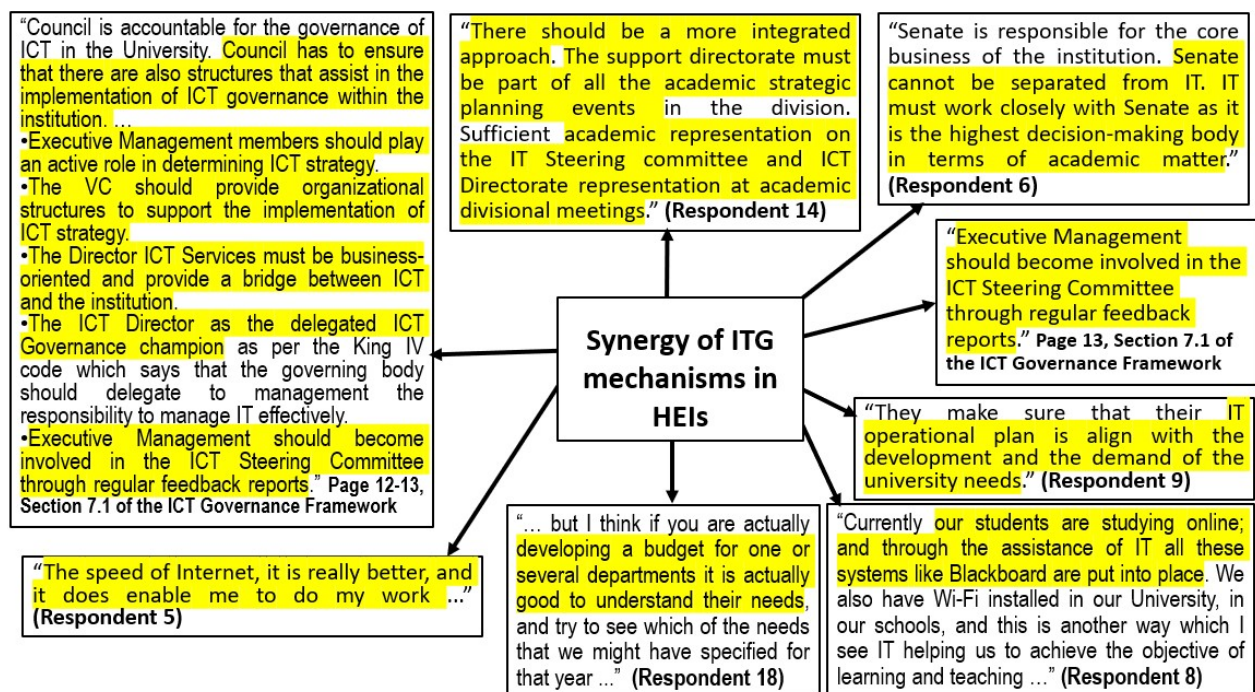 “Council is accountable for the governance of
ICT in the University. Council has to ensure
that there are also structures that assist in the
implementation of ICT governance within the
institution. …
•Executive Management members should play
an active role in determining ICT strategy.
•The VC should provide organizational
structures to support the implementation of
ICT strategy.
•The Director ICT Services must be business-
oriented and provide a bridge between ICT
and the institution.
•The ICT Director as the delegated ICT
Governance champion as per the King IV
code which says that the governing body
should delegate to management the
responsibility to manage IT effectively.
•Executive Management should become
involved in the ICT Steering Committee
through regular feedback reports.” Page 12-13,
Section 7.1 of the ICT Governance Framework
“There should be a more integrated
approach. The support directorate must
be part of all the academic strategic
planning events in the division.
Sufficient academic representation on
the IT Steering committee and ICT
Directorate representation at academic
divisional meetings.” (Respondent 14)
“Senate is responsible for the core
business of the institution. Senate
cannot be separated from IT. IT
must work closely with Senate as it
is the highest decision-making body
in terms of academic matter.”
(Respondent 6)
“Executive Management
should become involved in the
ICT Steering Committee
through regular feedback
reports.” Page 13, Section 7.1 of
the ICT Governance Framework
Synergy of ITG
mechanisms in
HEIs
“They make sure that their IT
operational plan is align with the
development and the demand of the
university needs.” (Respondent 9)
“The speed of Internet, it is really better, and
it does enable me to do my work ...”
(Respondent 5)
“… but I think if you are actually
developing a budget for one or
several departments it is actually
good to understand their needs,
and try to see which of the needs
that we might have specified for
that year ...” (Respondent 18)
“Currently our students are studying online;
and through the assistance of IT all these
systems like Blackboard are put into place. We
also have Wi-Fi installed in our University, in
our schools, and this is another way which I
see IT helping us to achieve the objective of
learning and teaching …” (Respondent 8)